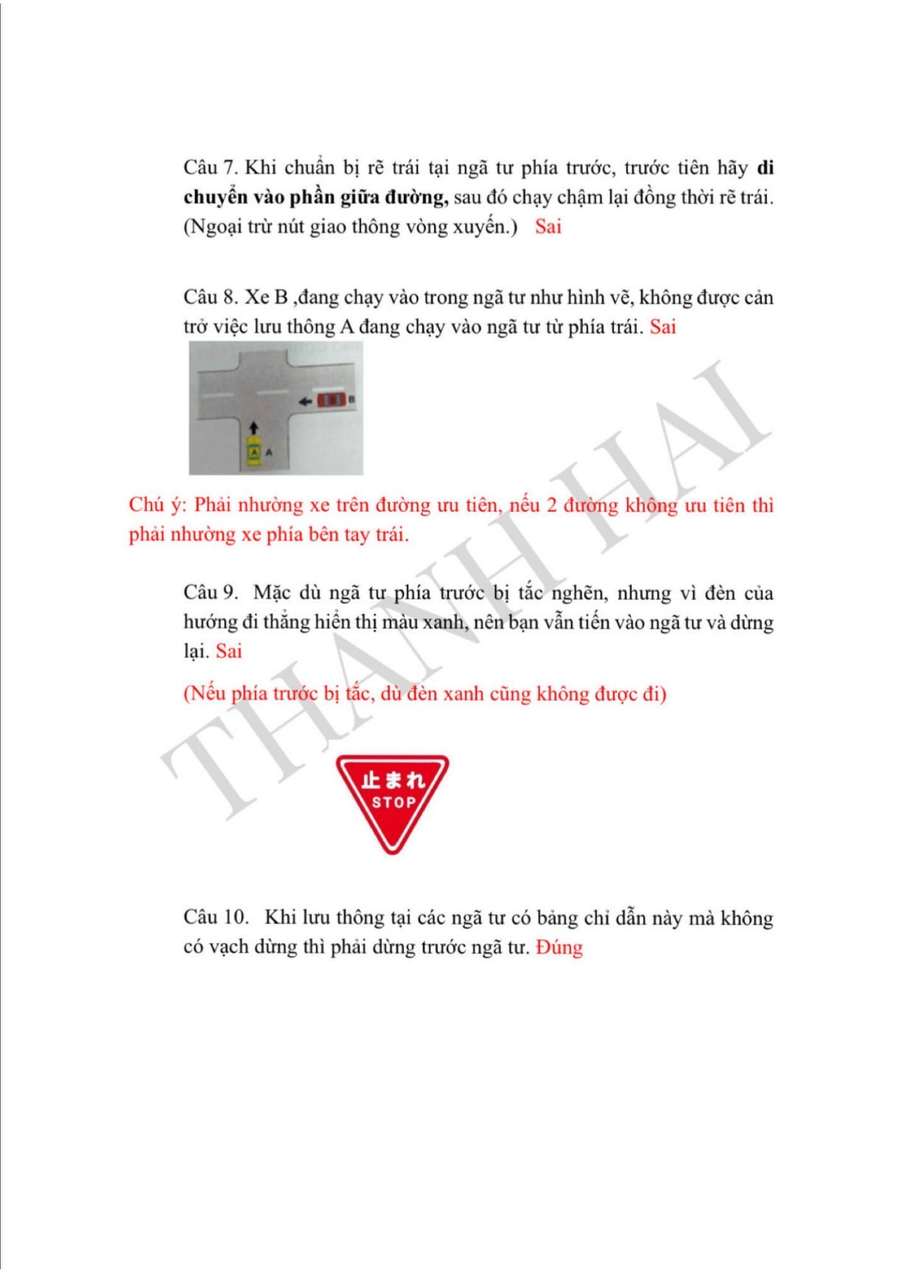 Câu 7. Khi chuẩn bị rẽ trái tại ngã tư phía trước, trước tiên hãy di
chuyển vào phần giữa đường, sau đó chạy chậm lại đồng thời rẽ trái.
(Ngoại trừ nút giao thông vòng xuyến.) Sai
Câu 8. Xe B ,đang chạy vào trong ngã tư như hình vẽ, không được cản
trở việc lưu thông A đang chạy vào ngã tư từ phía trái. Sai
B
A A
Chú ý: Phải nhường xe trên đường ưu tiên, nếu 2 đường không ưu tiên thì
phải nhường xe phía bên tay trái.
Câu 9. Mặc dù ngã tư phía trước bị tắc nghẽn, nhưng vì đèn của
hướng đi thẳng hiển thị màu xanh, nên bạn vẫn tiến vào ngã tư và dừng
lại. Sai
(Nếu phía trước bị tắc, dù đèn xanh cũng không được đi)
THANH HAI
止まれ
STOP
Câu 10. Khi lưu thông tại các ngã tư có bảng chỉ dẫn này mà không
có vạch dừng thì phải dừng trước ngã tư. Đúng